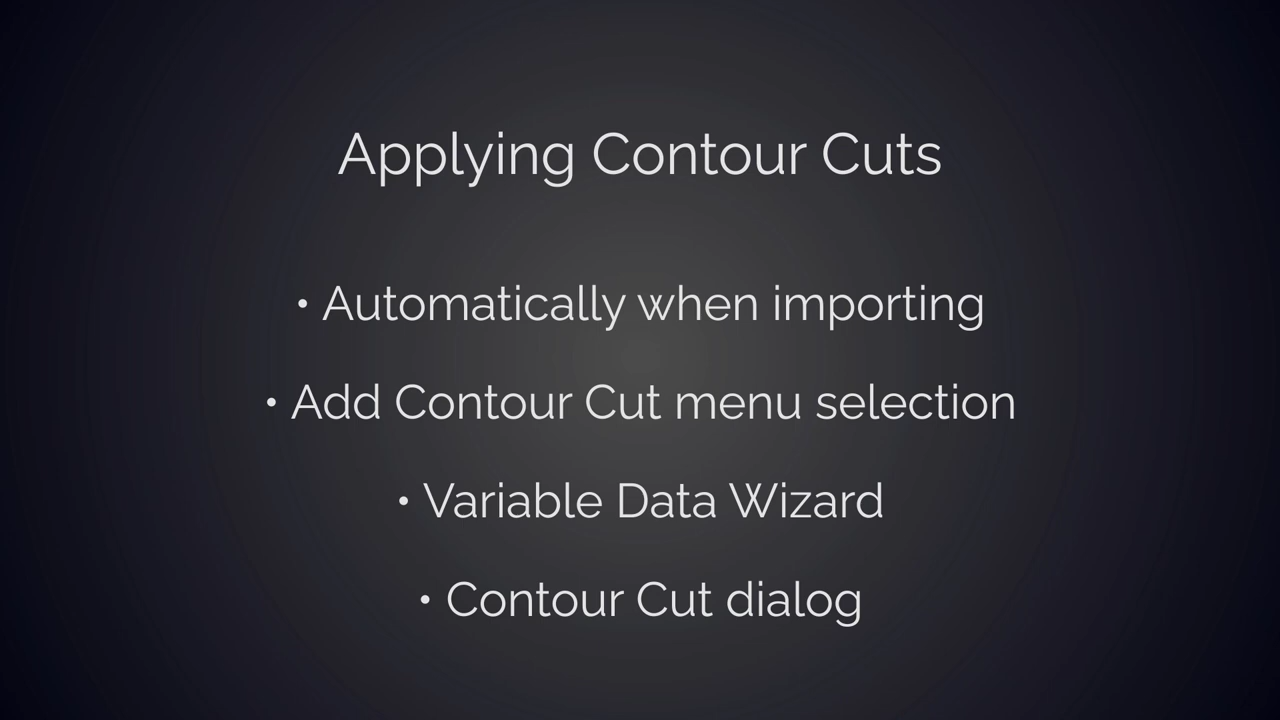 Applying Contour Cuts
• Automatically when importing
• Add Contour Cut menu selection
• Variable Data Wizard
• Contour Cut dialog